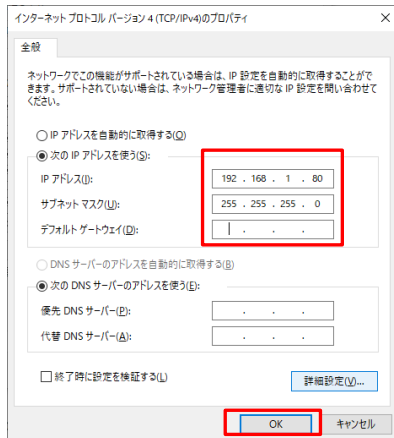 インターネット プロトコル バージョン 4 (TCP/IPv4)のプロパティ
全般
ネットワークでこの機能がサポートされている場合は、IP 設定を自動的に取得することがで
きます。サポートされていない場合は、ネットワーク管理者に適切な IP 設定を問い合わせて
ください。
IP アドレスを自動的に取得する(O)
次の IP アドレスを使う(S):
IP アドレス(I): 192 . 168 . 1 . 80
サブネット マスク(U): 255 . 255 . 255 . 0
デフォルト ゲートウェイ(D): . . .
DNS サーバーのアドレスを自動的に取得する(B)
次の DNS サーバーのアドレスを使う(E):
優先 DNS サーバー(P): . . .
代替 DNS サーバー(A): . . .
終了時に設定を検証する(L)
詳細設定(V)...
OK キャンセル